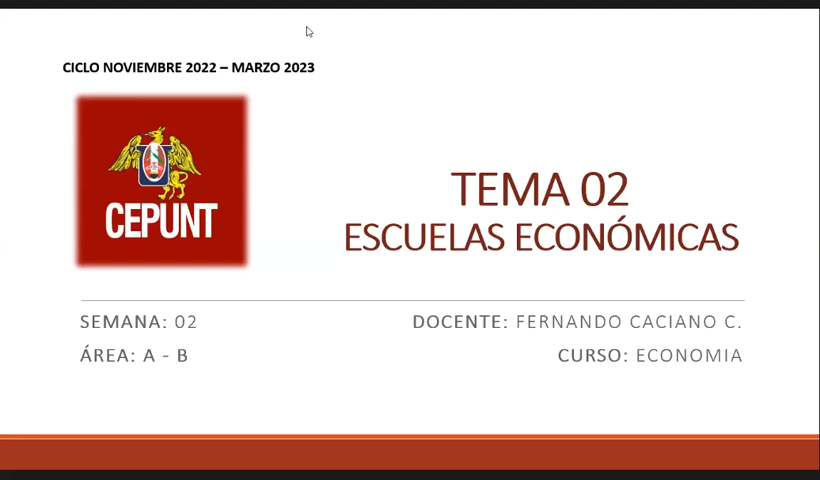 CICLO NOVIEMBRE 2022 – MARZO 2023
CEPUNT
TEMA 02
ESCUELAS ECONÓMICAS
SEMANA: 02
DOCENTE: FERNANDO CACIANO C.
ÁREA: A - B
CURSO: ECONOMIA